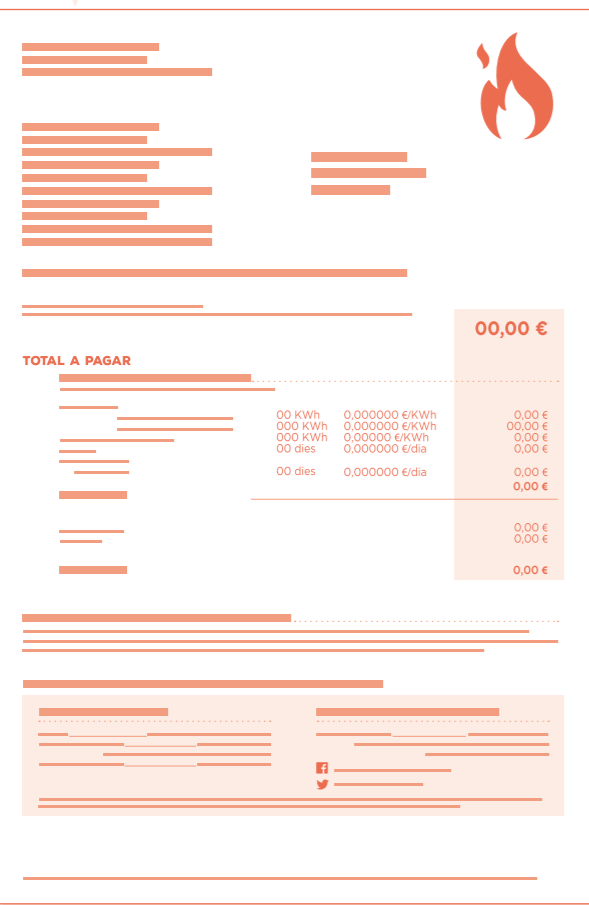 00,00 €
TOTAL A PAGAR
00 KWh 0,000000 €/KWh 0,00 €
000 KWh 0,000000 €/KWh 00,00 €
000 KWh 0,00000 €/KWh 0,00 €
00 dies 0,000000 €/dia 0,00 €
00 dies 0,000000 €/dia 0,00 €
0,00 €
0,00 €
0,00 €
0,00 €